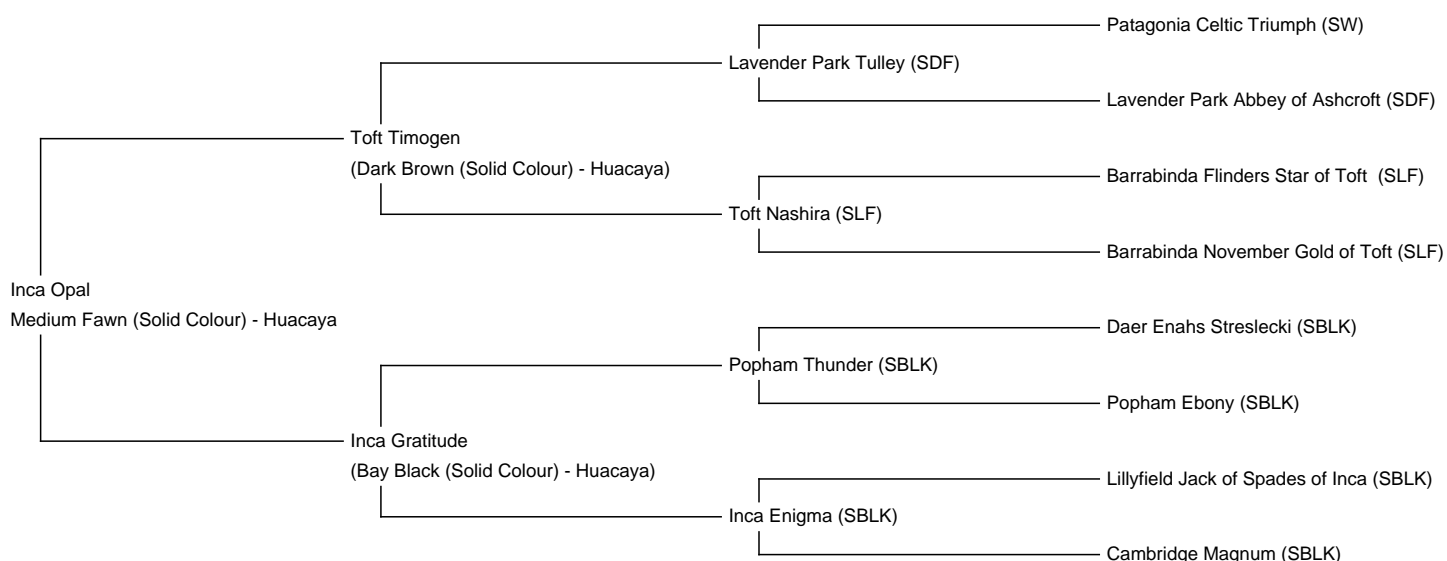 Patagonia Celtic Triumph (SW)
Lavender Park Tulley (SDF)
Lavender Park Abbey of Ashcroft (SDF)
Toft Timogen
(Dark Brown (Solid Colour) - Huacaya)
Barrabinda Flinders Star of Toft  (SLF)
Toft Nashira (SLF)
Barrabinda November Gold of Toft (SLF)
Inca Opal
Medium Fawn (Solid Colour) - Huacaya
Daer Enahs Streslecki (SBLK)
Popham Thunder (SBLK)
Popham Ebony (SBLK)
Inca Gratitude
(Bay Black (Solid Colour) - Huacaya)
Lillyfield Jack of Spades of Inca (SBLK)
Inca Enigma (SBLK)
Cambridge Magnum (SBLK)